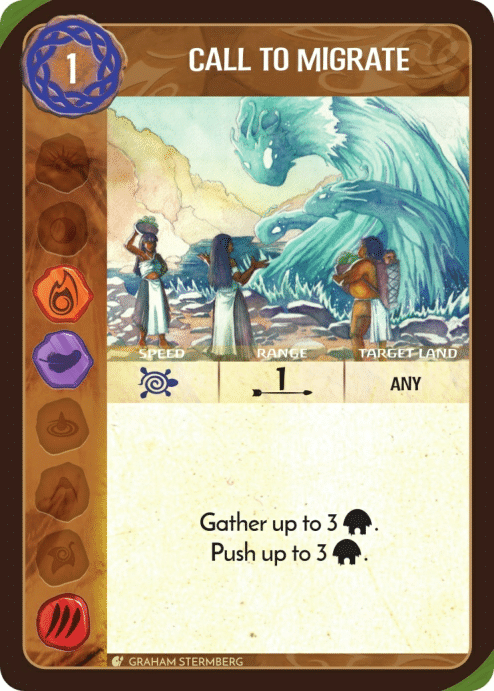 1
CALL TO MIGRATE
SPEED RANGE TARGET LAND
1 ANY
Gather up to 3 .
Push up to 3 .
GRAHAM STERMBERG